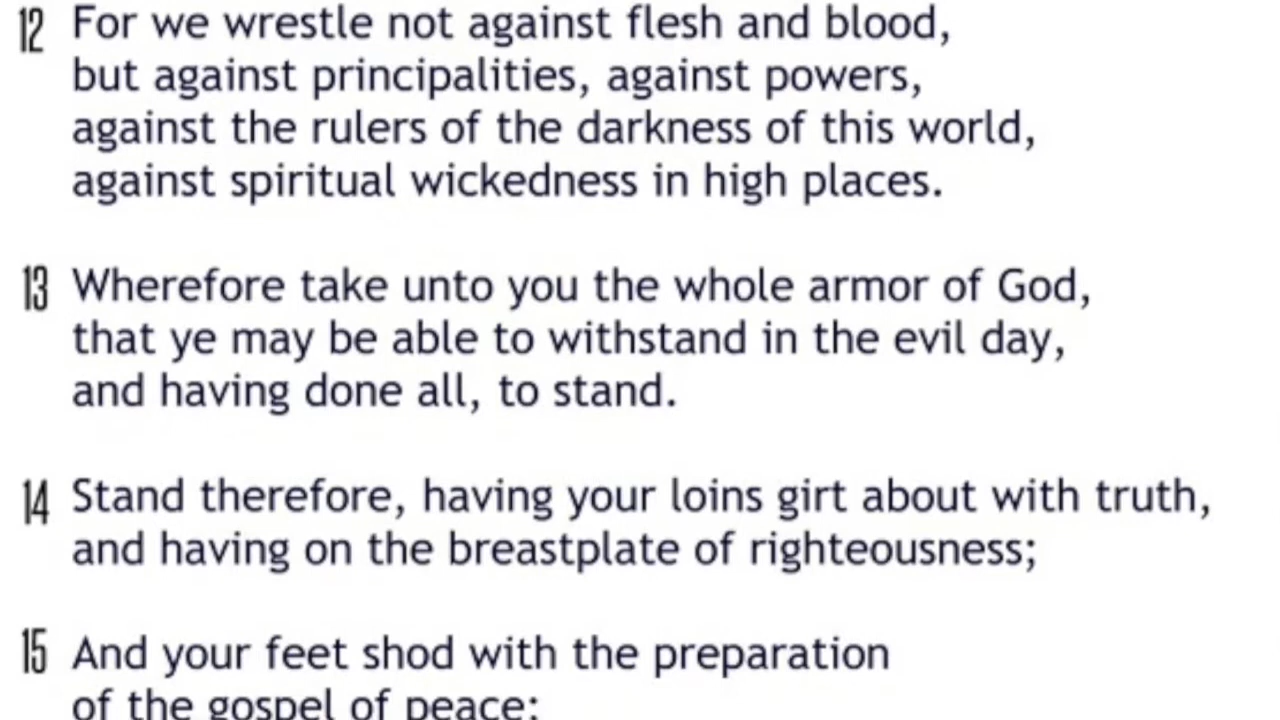 12 For we wrestle not against flesh and blood,
but against principalities, against powers,
against the rulers of the darkness of this world,
against spiritual wickedness in high places.
13 Wherefore take unto you the whole armor of God,
that ye may be able to withstand in the evil day,
and having done all, to stand.
14 Stand therefore, having your loins girt about with truth,
and having on the breastplate of righteousness;
15 And your feet shod with the preparation
of the gospel of peace;